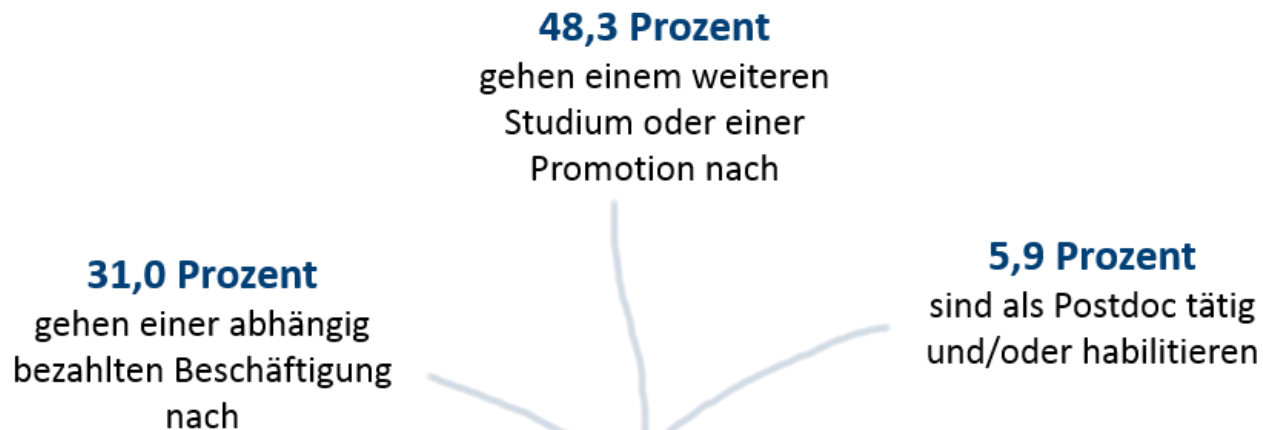 48,3 Prozent
gehen einem weiteren
Studium oder einer
Promotion nach
31,0 Prozent
gehen einer abhängig
bezahlten Beschäftigung
nach
5,9 Prozent
sind als Postdoc tätig
und/oder habilitieren